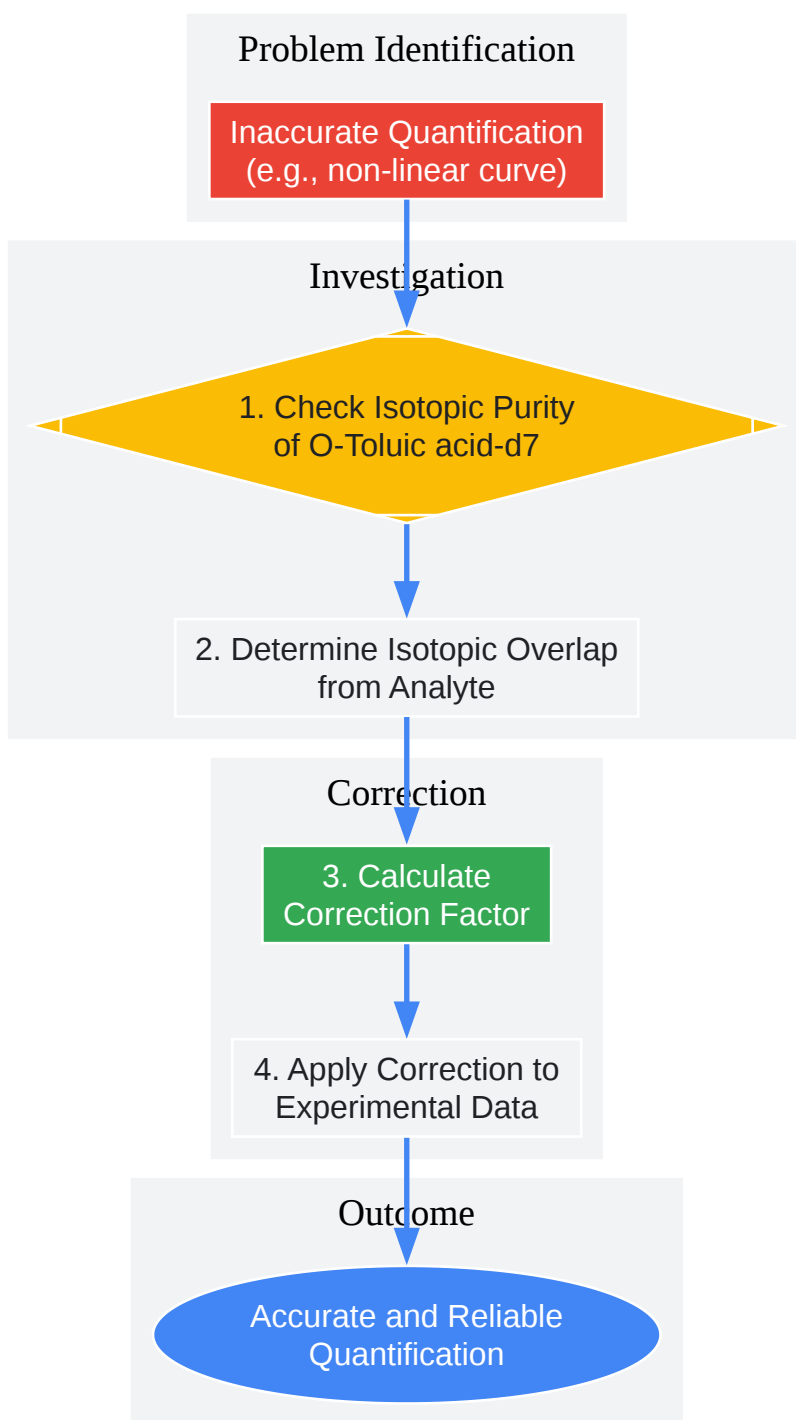 Problem Identification
Inaccurate Quantification
(e.g., non-linear curve)
Investigation
1. Check Isotopic Purity
of O-Toluic acid-d7
2. Determine Isotopic Overlap
from Analyte
Correction
3. Calculate
Correction Factor
4. Apply Correction to
Experimental Data
Outcome
Accurate and Reliable
Quantification